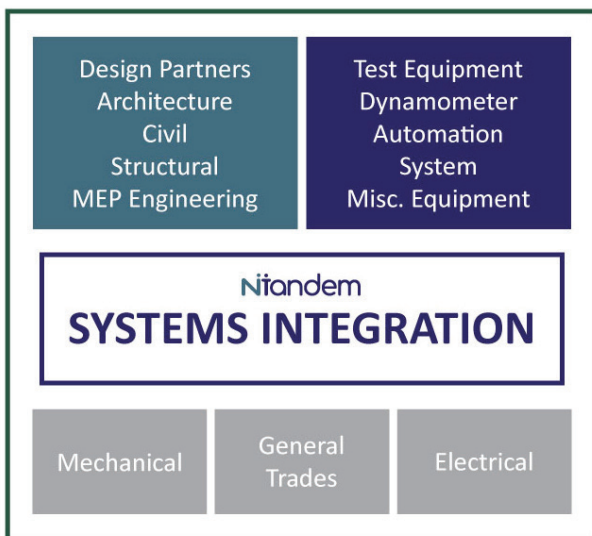 Design Partners
Architecture
Civil
Structural
MEP Engineering
Test Equipment
Dynamometer
Automation
System
Misc. Equipment
Nitandem
SYSTEMS INTEGRATION
Mechanical
General
Trades
Electrical